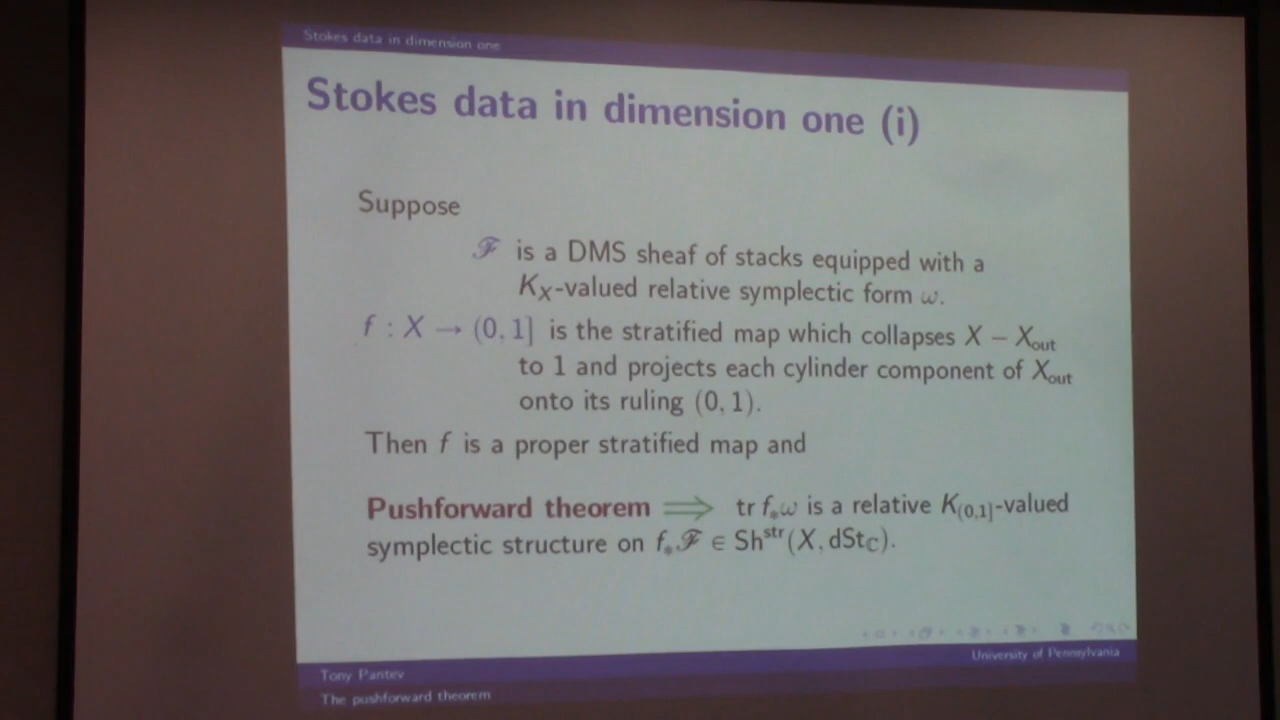 Stokes data in dimension one
Stokes data in dimension one (i)
Suppose
ℱ is a DMS sheaf of stacks equipped with a
K_X-valued relative symplectic form ω.
f : X → (0, 1] is the stratified map which collapses X − X_out
to 1 and projects each cylinder component of X_out
onto its ruling (0, 1).
Then f is a proper stratified map and
Pushforward theorem ⟹ tr f_*ω is a relative K_(0,1]-valued
symplectic structure on f_*ℱ ∈ Sh^str(X, dSt_C).
University of Pennsylvania
Tony Pantev
The pushforward theorem